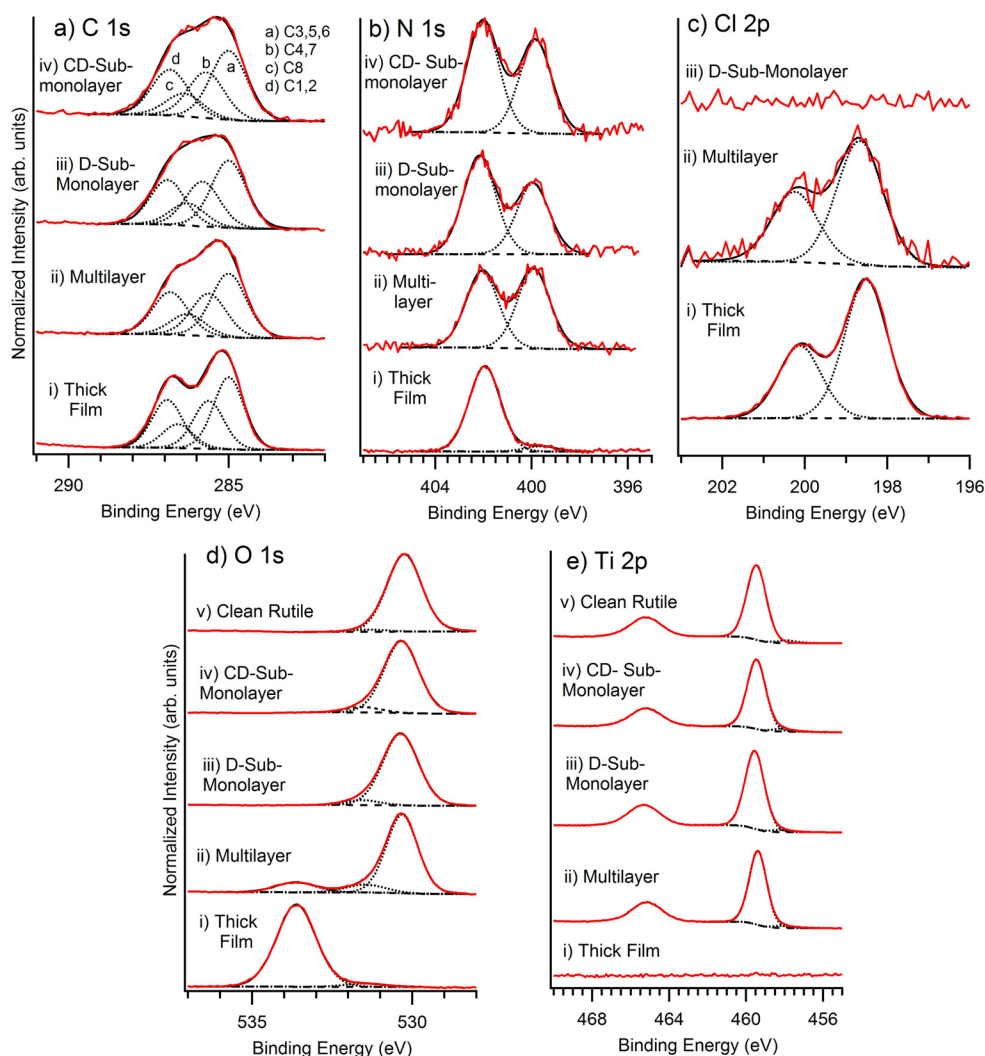 a) C 1s
a) C3,5,6
b) C4,7
c) C8
d) C1,2
iv) CD-Sub-
monolayer
d
c
b
a
iii) D-Sub-
Monolayer
ii) Multilayer
i) Thick
Film
290
285
Binding Energy (eV)
Normalized Intensity (arb. units)
b) N 1s
iv) CD- Sub-
monolayer
iii) D-Sub-
monolayer
ii) Multi-
layer
i) Thick
Film
404
400
396
Binding Energy (eV)
c) Cl 2p
iii) D-Sub-Monolayer
ii) Multilayer
i) Thick
Film
202
200
198
196
Binding Energy (eV)
d) O 1s
v) Clean Rutile
iv) CD-Sub-
Monolayer
iii) D-Sub-
Monolayer
ii) Multilayer
i) Thick
Film
535
530
Binding Energy (eV)
Normalized Intensity (arb. units)
e) Ti 2p
v) Clean Rutile
iv) CD- Sub-
Monolayer
iii) D-Sub-
Monolayer
ii) Multilayer
i) Thick Film
468
464
460
456
Binding Energy (eV)